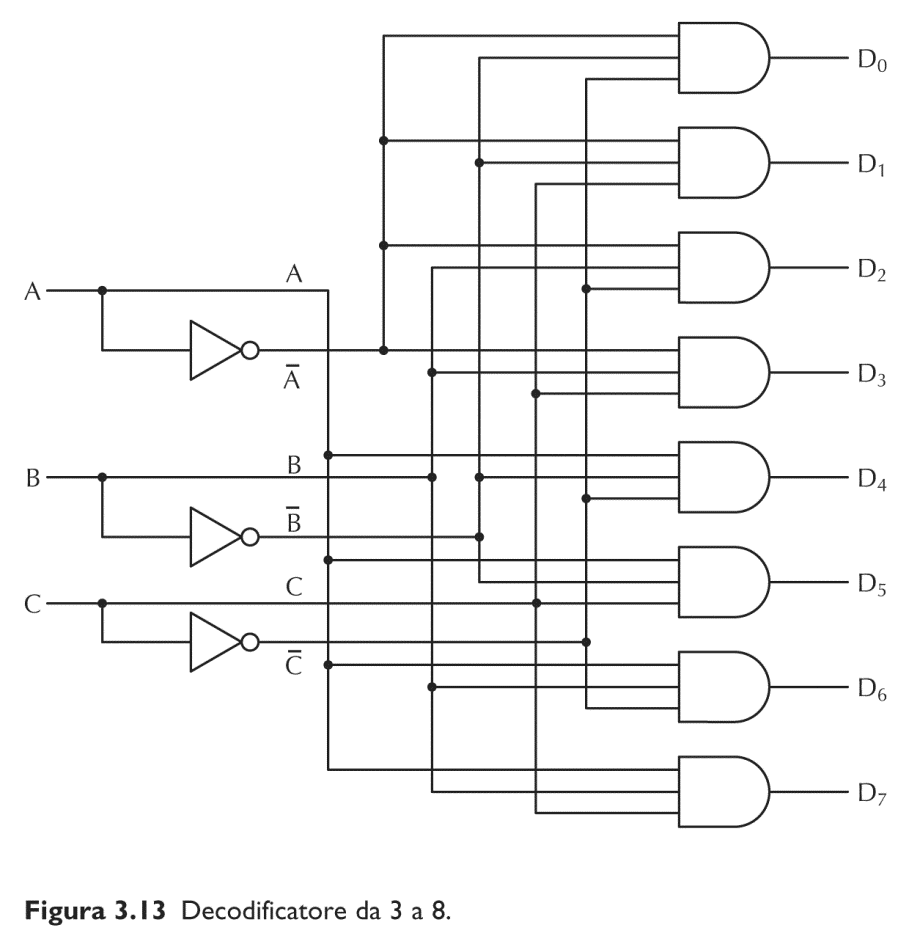 D₀
D₁
D₂
A A
D₃
A̅
B B
D₄
B̅
D₅
C C
C̅
D₆
D₇
Figura 3.13 Decodificatore da 3 a 8.